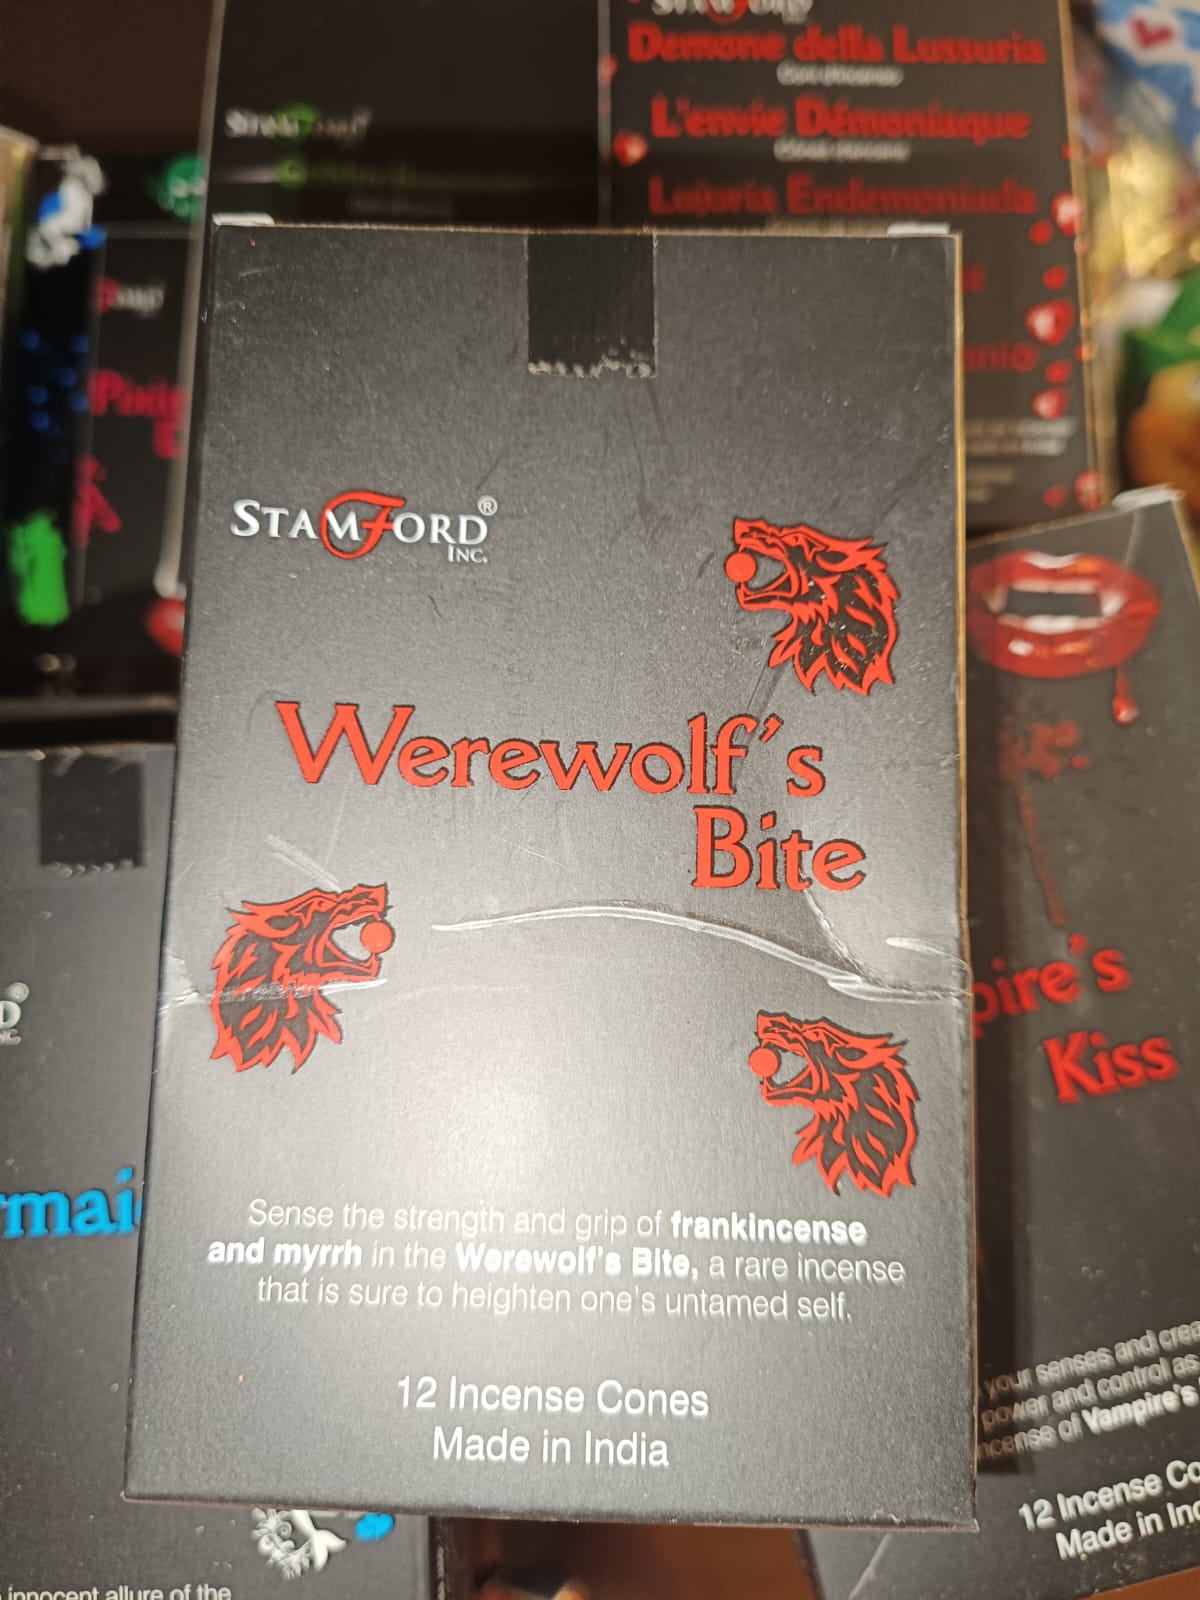 STAMFORD
Demone della Lussuria
L'envie Démoniaque
Lujuria Endemoniada
STAMFORD®
INC.
Werewolf's
Bite
Sense the strength and grip of frankincense
and myrrh in the Werewolf's Bite, a rare incense
that is sure to heighten one's untamed self.
12 Incense Cones
Made in India
pire's
Kiss
your senses and crea
power and control as
ncense of Vampire's
12 Incense Co
Made in Ind
rmai
innocent allure of the